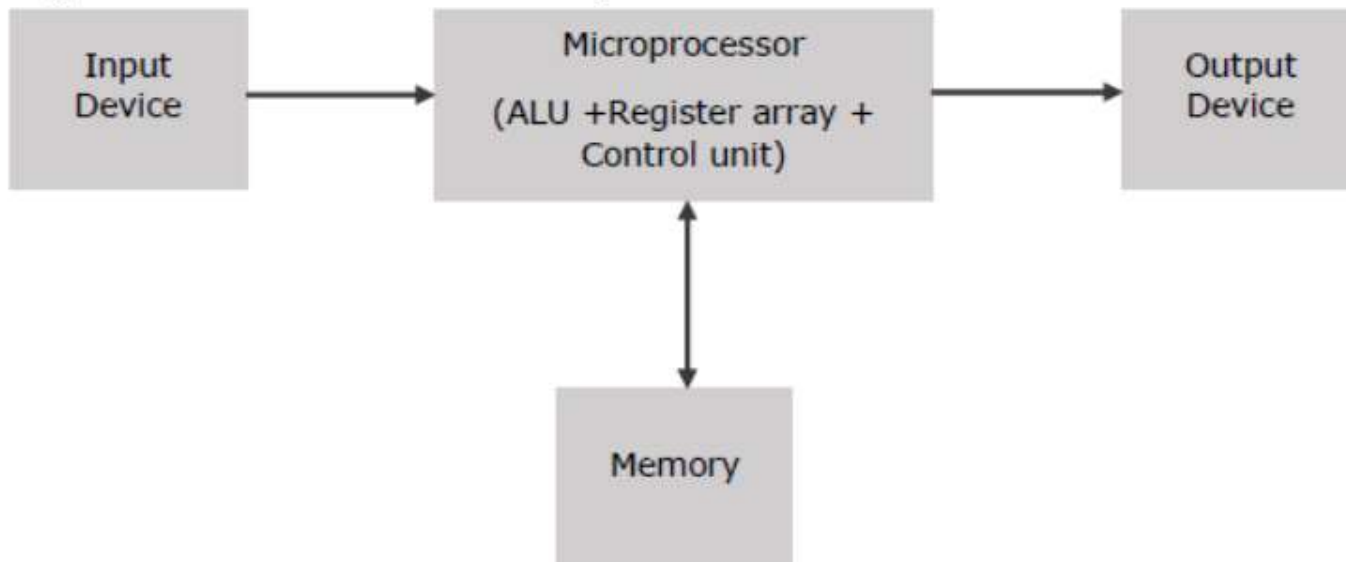 Input
Device
Microprocessor
(ALU +Register array +
Control unit)
Output
Device
Memory